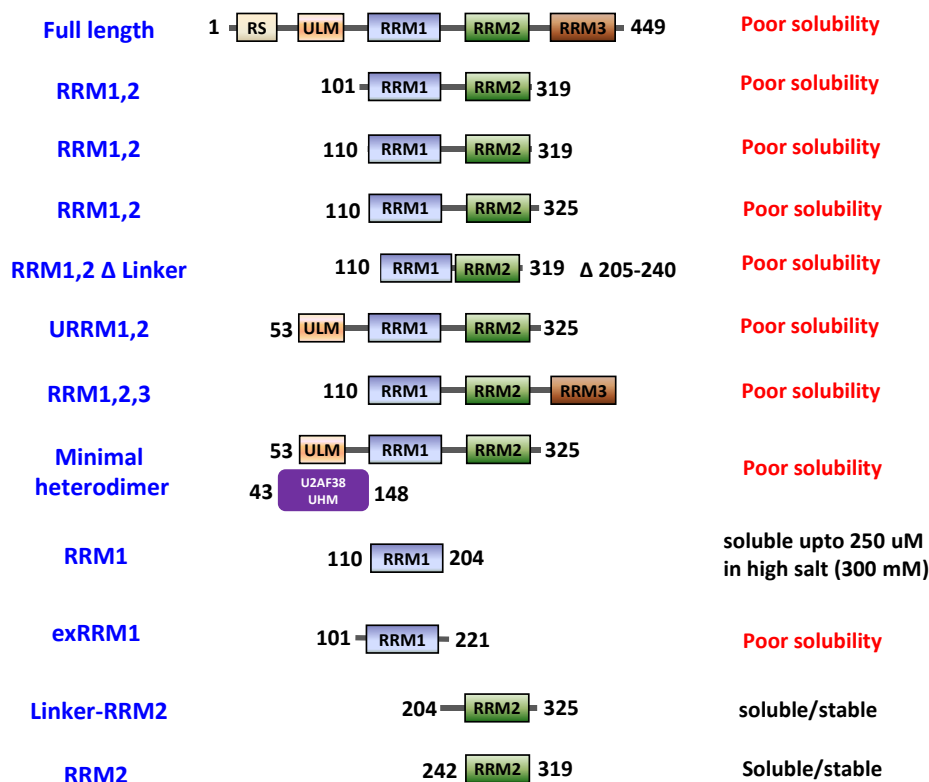 Full length 1 RS ULM RRM1 RRM2 RRM3 449 Poor solubility
RRM1,2 101 RRM1 RRM2 319 Poor solubility
RRM1,2 110 RRM1 RRM2 319 Poor solubility
RRM1,2 110 RRM1 RRM2 325 Poor solubility
RRM1,2 Δ Linker 110 RRM1 RRM2 319 Δ 205-240 Poor solubility
URRM1,2 53 ULM RRM1 RRM2 325 Poor solubility
RRM1,2,3 110 RRM1 RRM2 RRM3 Poor solubility
Minimal
heterodimer
53 ULM RRM1 RRM2 325
43 U2AF38
UHM 148
Poor solubility
RRM1 110 RRM1 204 soluble upto 250 uM
in high salt (300 mM)
exRRM1 101 RRM1 221 Poor solubility
Linker-RRM2 204 RRM2 325 soluble/stable
RRM2 242 RRM2 319 Soluble/stable